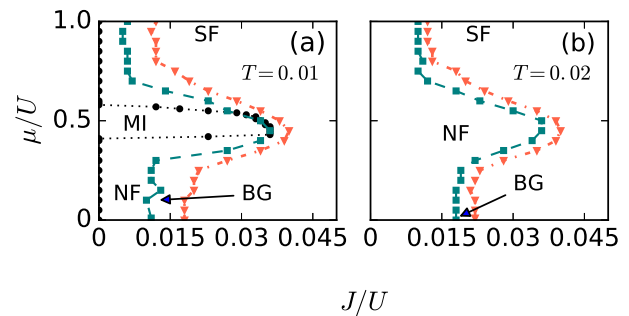 1.0 SF (a) SF (b)
T = 0.01 T = 0.02
μ/U 0.5 MI NF
NF BG BG
0
0 0.015 0.03 0.045 0 0.015 0.03 0.045
J/U